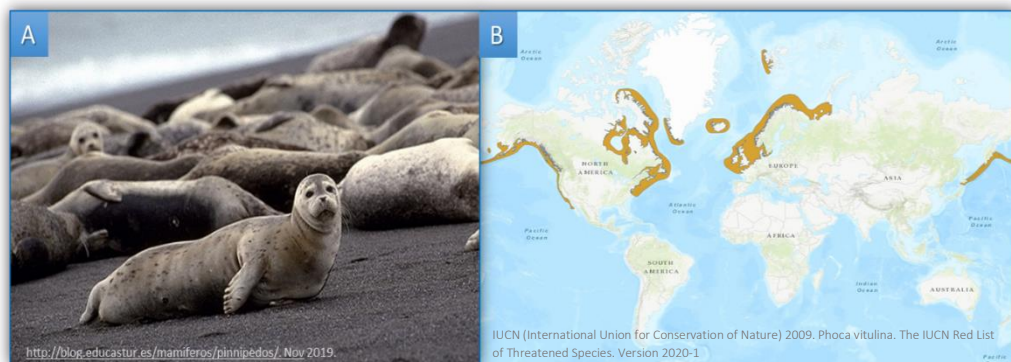 A
http://blog.educastur.es/mamiferos/pinnipedos/. Nov 2019.
B
Arctic
Ocean
Arctic
Ocean
NORTH
AMERICA
EUROPE
ASIA
Atlantic
Ocean
Pacific
Ocean
Pacific
Ocean
AFRICA
SOUTH
AMERICA
Indian
Ocean
AUSTRALIA
IUCN (International Union for Conservation of Nature) 2009. Phoca vitulina. The IUCN Red List
of Threatened Species. Version 2020-1